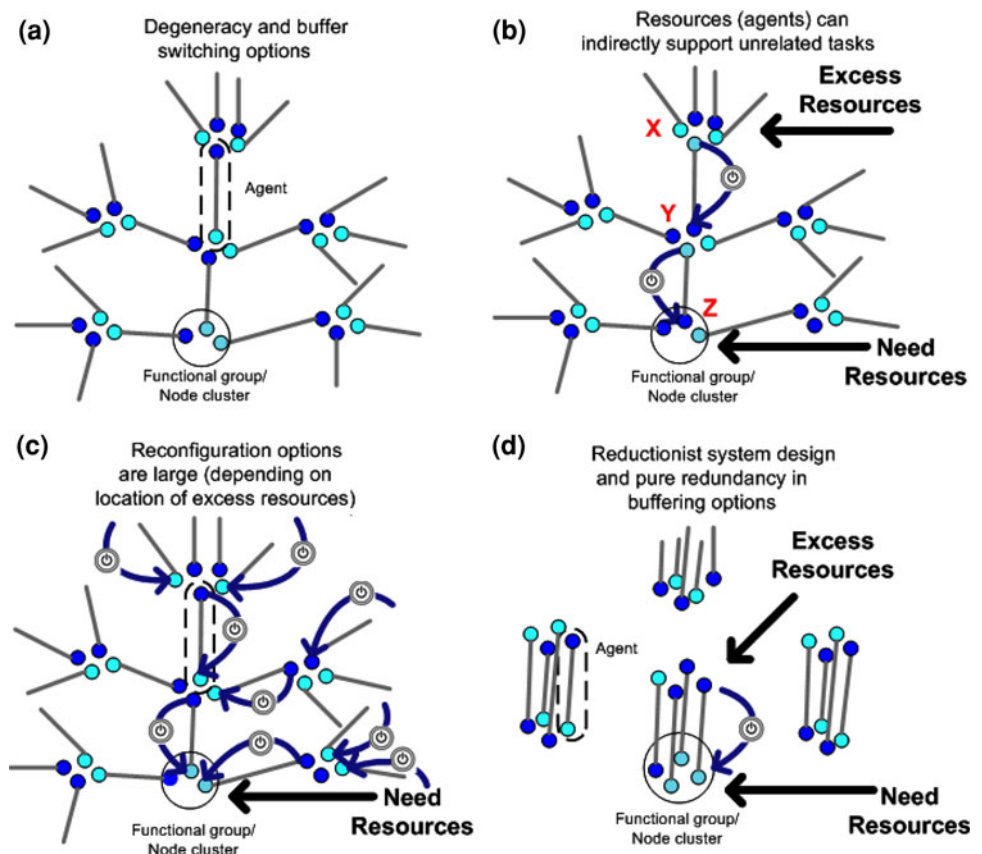 (a)
Degeneracy and buffer
switching options
Agent
Functional group/
Node cluster
(b)
Resources (agents) can
indirectly support unrelated tasks
Excess
Resources
X
Y
Z
Need
Resources
Functional group/
Node cluster
(c)
Reconfiguration options
are large (depending on
location of excess resources)
Need
Resources
Functional group/
Node cluster
(d)
Reductionist system design
and pure redundancy in
buffering options
Excess
Resources
Agent
Need
Resources
Functional group/
Node cluster